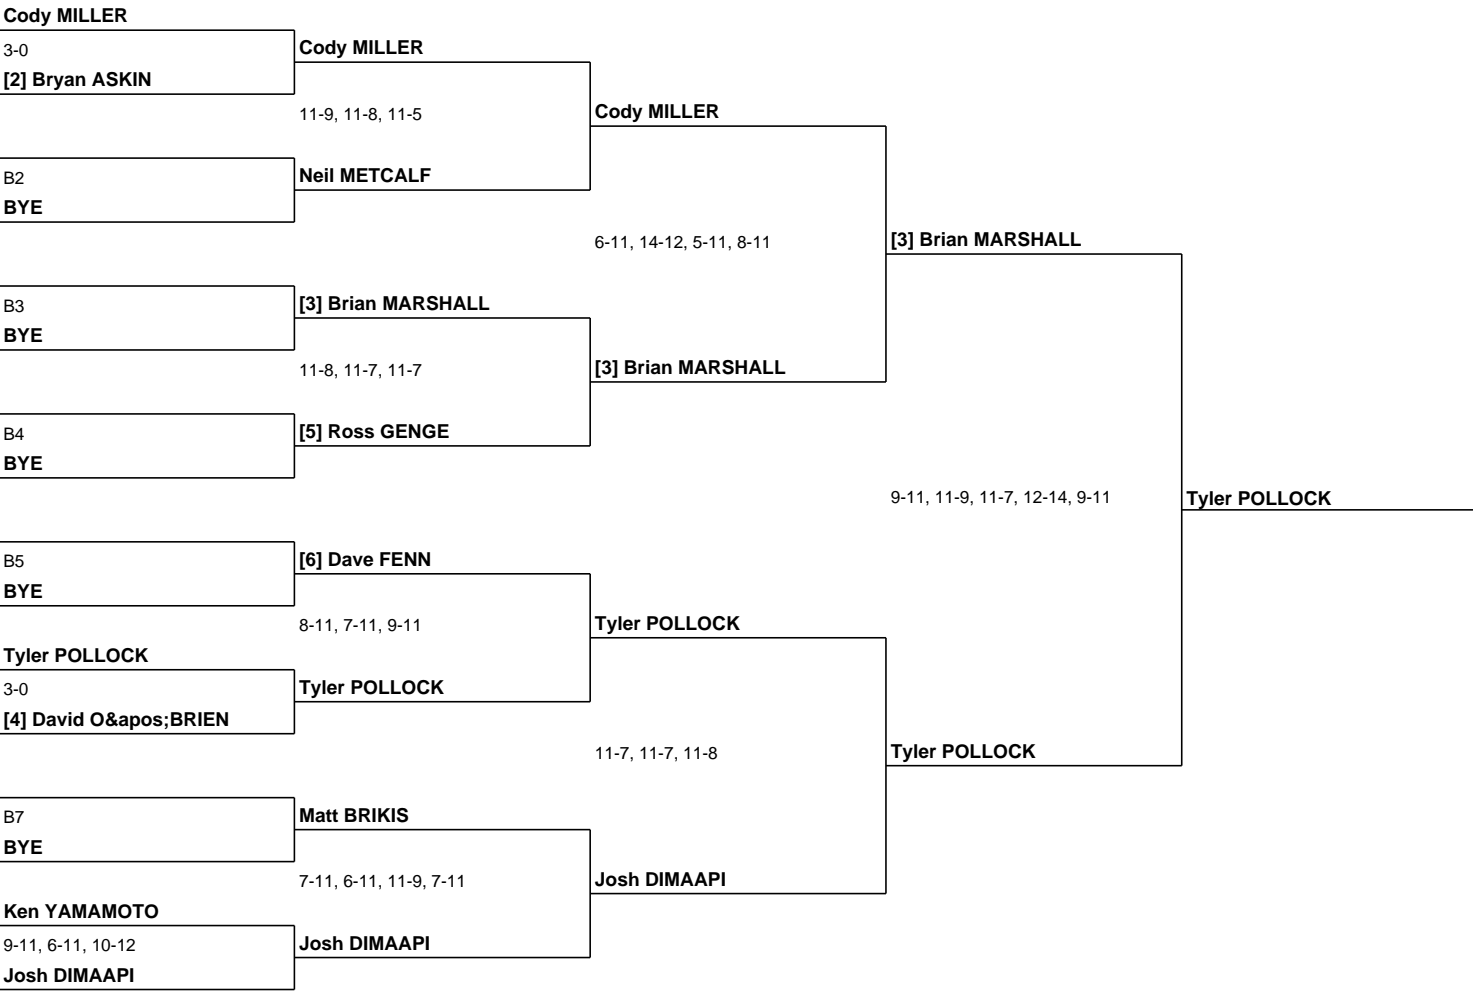 Cody MILLER
3-0
[2] Bryan ASKIN
B2
BYE
B3
BYE
B4
BYE
B5
BYE
Tyler POLLOCK
3-0
[4] David O&apos;BRIEN
B7
BYE
Ken YAMAMOTO
9-11, 6-11, 10-12
Josh DIMAAPI
Cody MILLER
11-9, 11-8, 11-5
Neil METCALF
[3] Brian MARSHALL
11-8, 11-7, 11-7
[5] Ross GENGE
[6] Dave FENN
8-11, 7-11, 9-11
Tyler POLLOCK
Matt BRIKIS
7-11, 6-11, 11-9, 7-11
Josh DIMAAPI
Cody MILLER
6-11, 14-12, 5-11, 8-11
[3] Brian MARSHALL
Tyler POLLOCK
11-7, 11-7, 11-8
Josh DIMAAPI
[3] Brian MARSHALL
9-11, 11-9, 11-7, 12-14, 9-11
Tyler POLLOCK
Tyler POLLOCK